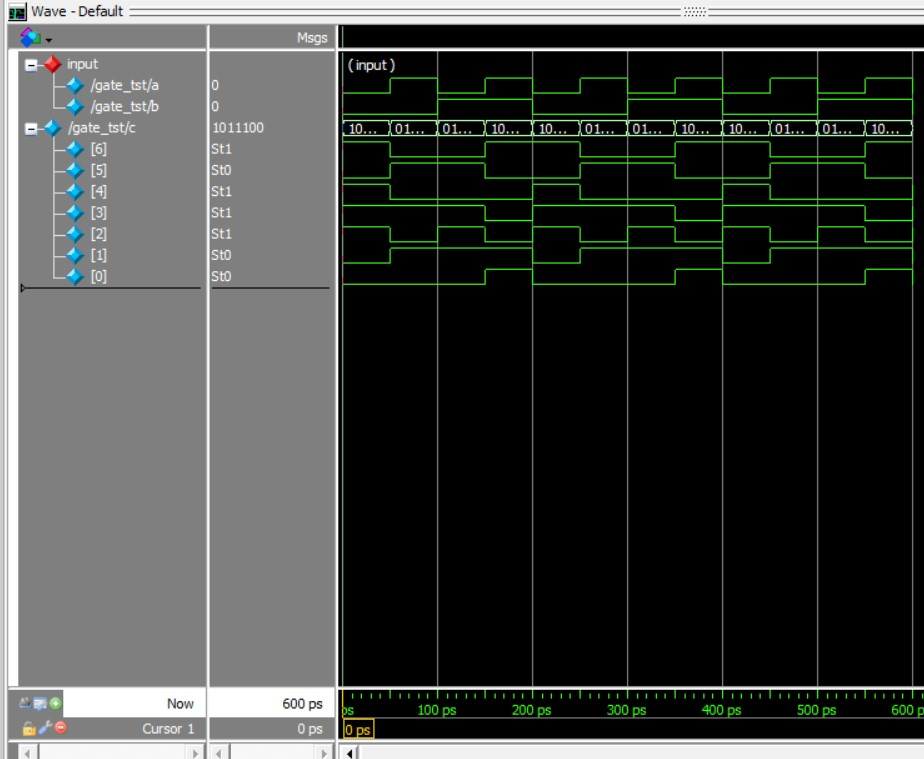 Wave - Default
Msgs
input
(input)
/gate_tst/a 0
/gate_tst/b 0
/gate_tst/c 1011100 10... 01... 01... 10... 10... 01... 01... 10... 10... 01... 01... 10...
[6] St1
[5] St0
[4] St1
[3] St1
[2] St1
[1] St0
[0] St0
Now 600 ps ps 100 ps 200 ps 300 ps 400 ps 500 ps 600 p
Cursor 1 0 ps 0 ps